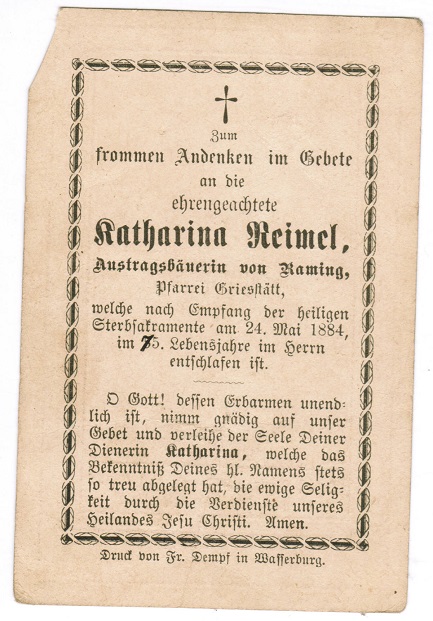 Zum
frommen Andenken im Gebete
an die
ehrengeachtete
Katharina Reimel,
Austragsbäuerin von Raming,
Pfarrei Griesstätt,
welche nach Empfang der heiligen
Sterbsakramente am 24. Mai 1884,
im 75. Lebensjahre im Herrn
entschlafen ist.
O Gott! dessen Erbarmen unend-
lich ist, nimm gnädig auf unser
Gebet und verleihe der Seele Deiner
Dienerin Katharina, welche das
Bekenntniß Deines hl. Namens stets
so treu abgelegt hat, die ewige Selig-
keit durch die Verdienste unseres
Heilandes Jesu Christi. Amen.
Druck von Fr. Dempf in Wasserburg.